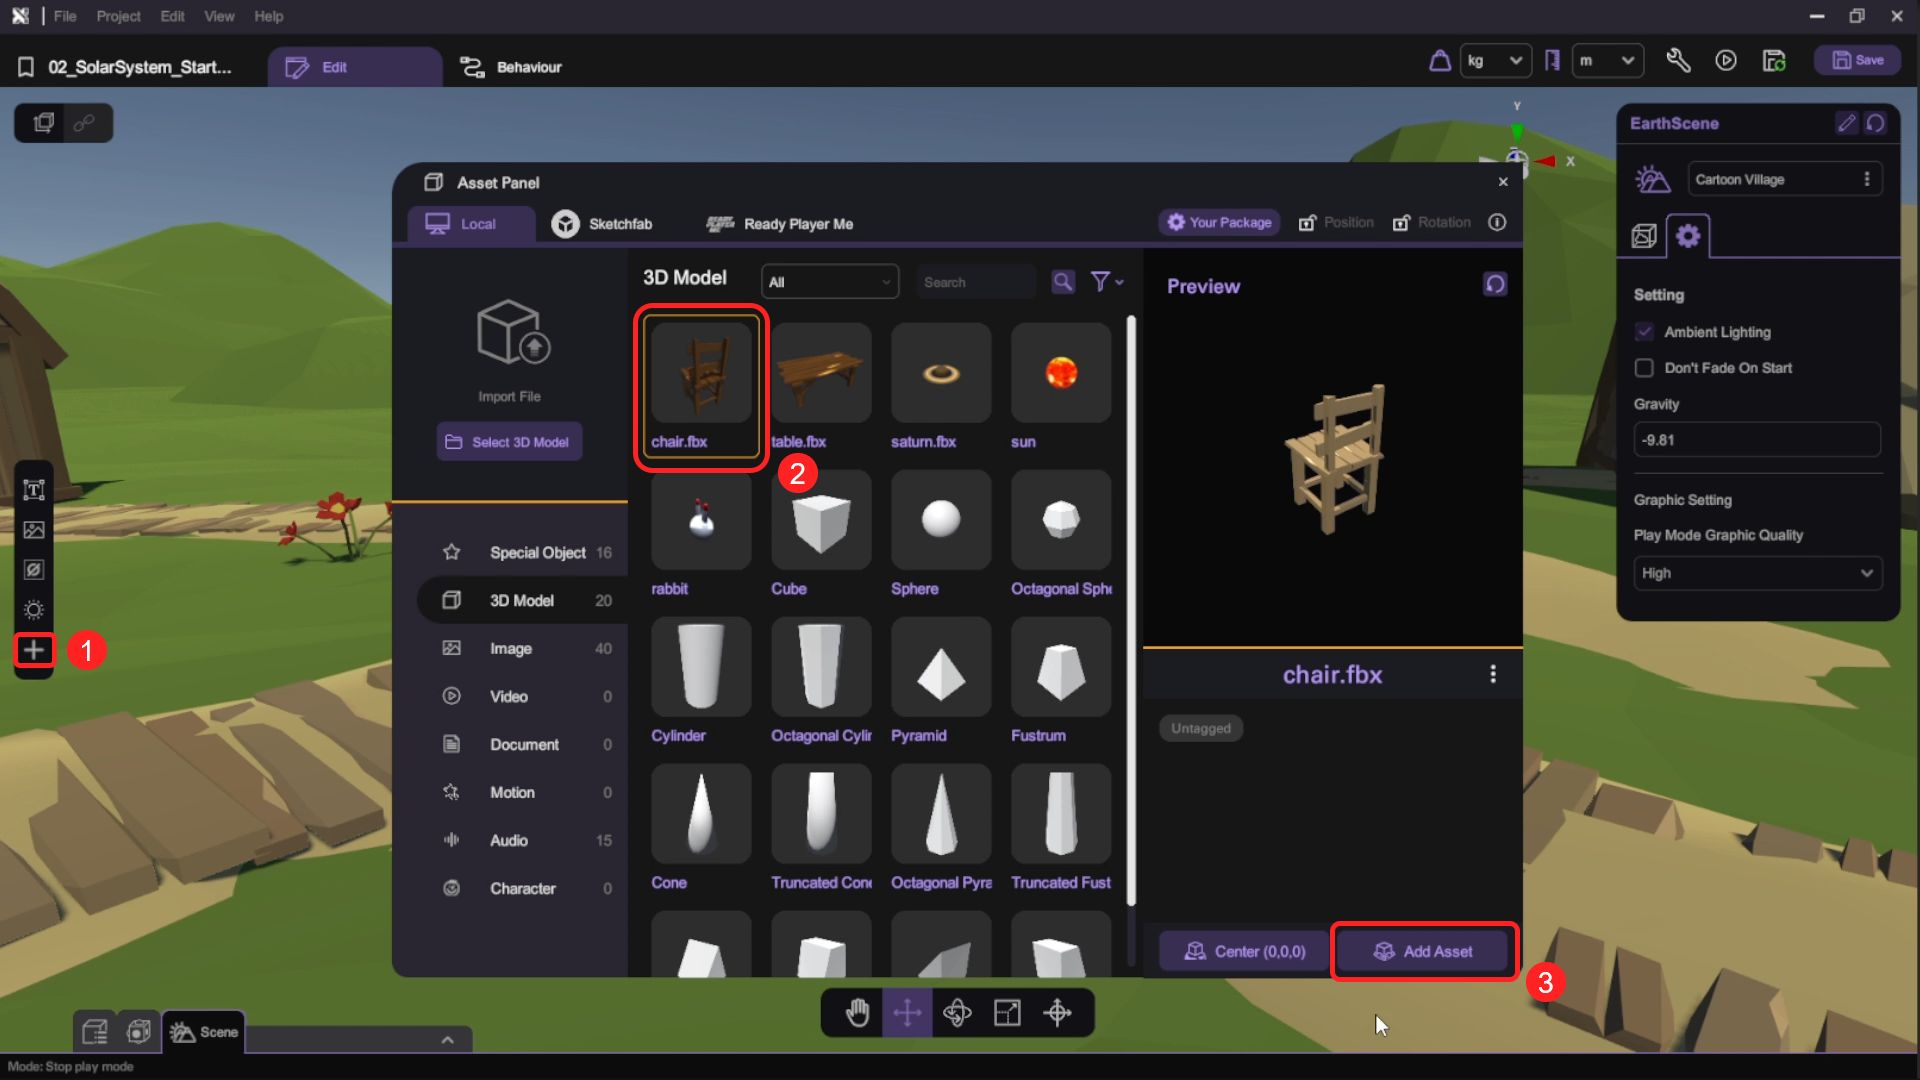 File Project Edit View Help
02_SolarSystem_Start...
Edit
Behaviour
kg
m
Save
Y
X
EarthScene
Cartoon Village
Setting
Ambient Lighting
Don't Fade On Start
Gravity
-9.81
Graphic Setting
Play Mode Graphic Quality
High
Asset Panel
Local
Sketchfab
READY PLAYER ME
Ready Player Me
Your Package
Position
Rotation
Import File
Select 3D Model
Special Object 16
3D Model 20
Image 40
Video 0
Document 0
Motion 0
Audio 15
Character 0
3D Model
All
Search
chair.fbx
table.fbx
saturn.fbx
sun
rabbit
Cube
Sphere
Octagonal Sphe
Cylinder
Octagonal Cylin
Pyramid
Fustrum
Cone
Truncated Cone
Octagonal Pyra
Truncated Fust
Preview
chair.fbx
Untagged
Center (0,0,0)
Add Asset
1
2
3
Scene
Mode: Stop play mode